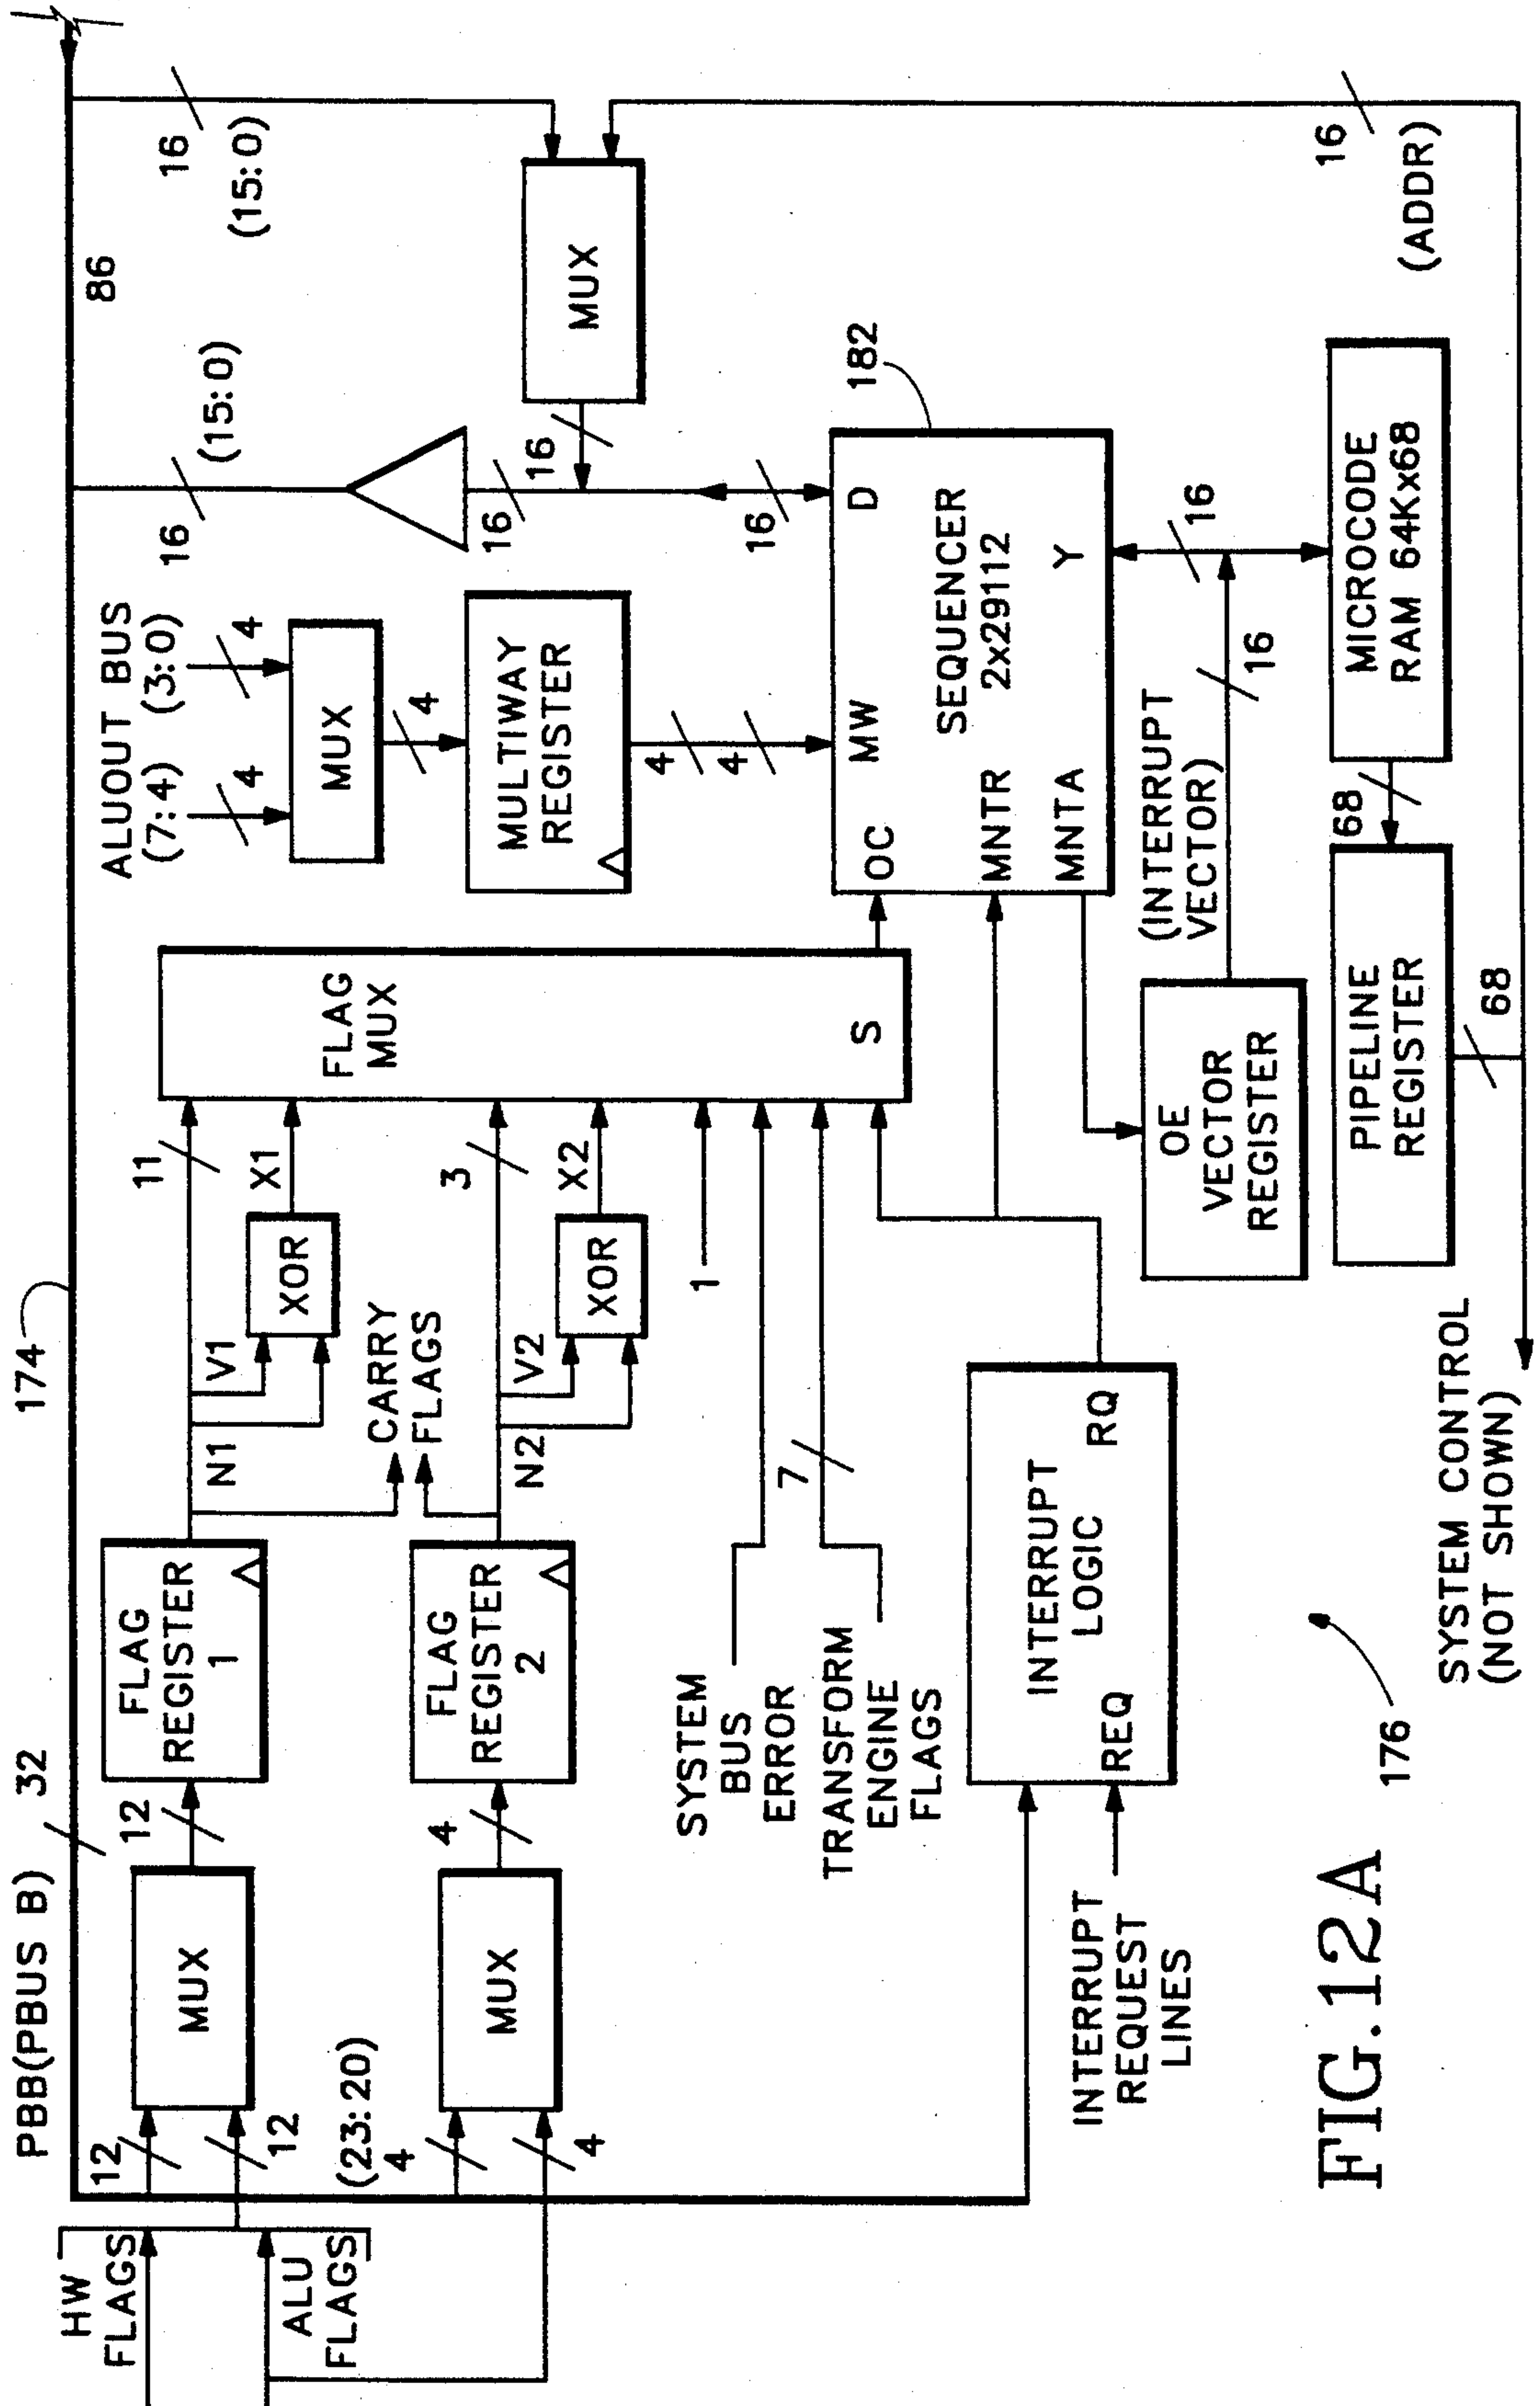 PBB(PBUS B)
32
174
86
HW
FLAGS
ALU
FLAGS
12
12
MUX
12
FLAG
REGISTER
1
N1
V1
XOR
11
X1
CARRY
FLAGS
(23:20)
4
4
MUX
4
FLAG
REGISTER
2
N2
V2
XOR
3
X2
1
SYSTEM
BUS
ERROR
TRANSFORM
ENGINE
FLAGS
7
FLAG
MUX
S
INTERRUPT
REQUEST
LINES
INTERRUPT
LOGIC
REQ
RQ
ALUOUT BUS
(7:4)
(3:0)
4
4
MUX
4
MULTIWAY
REGISTER
4
4
16
(15:0)
16
16
16
16
(15:0)
MUX
16
(ADDR)
182
OC
MW
D
SEQUENCER
2x29112
MNTR
MNTA
Y
16
(INTERRUPT
VECTOR)
16
OE
VECTOR
REGISTER
MICROCODE
RAM 64Kx68
68
PIPELINE
REGISTER
68
SYSTEM CONTROL
(NOT SHOWN)
176
FIG.12A